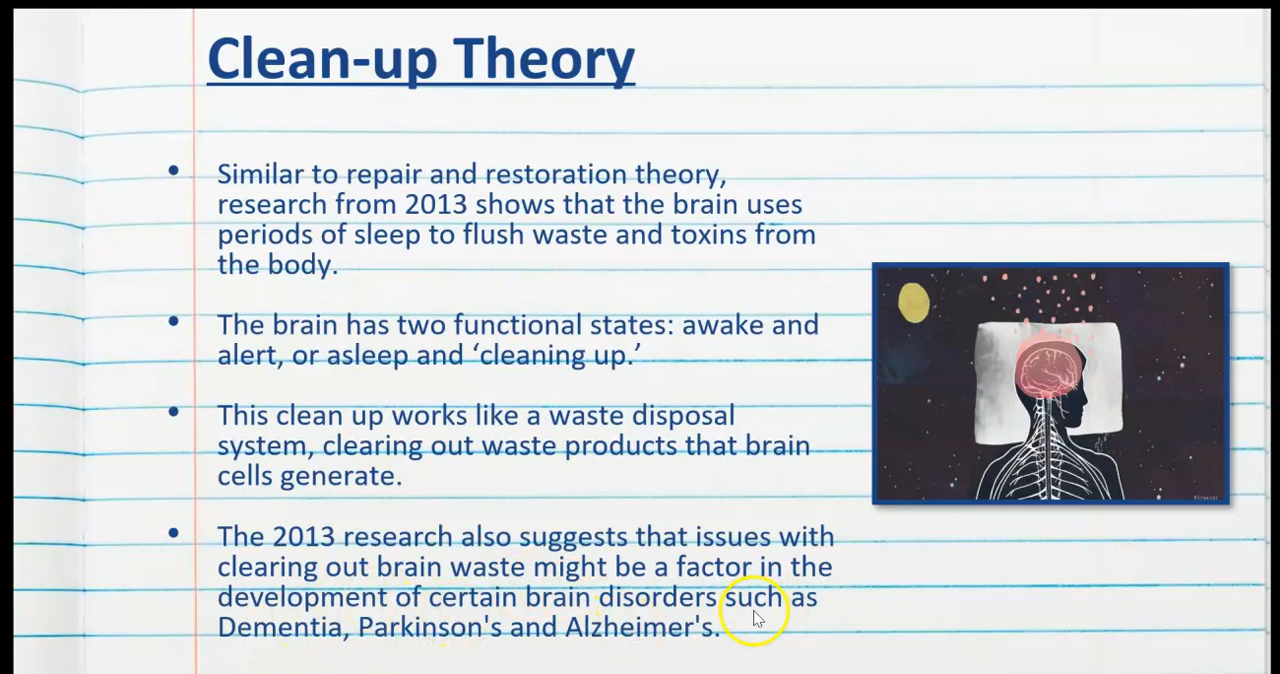 Clean-up Theory
• Similar to repair and restoration theory,
research from 2013 shows that the brain uses
periods of sleep to flush waste and toxins from
the body.
• The brain has two functional states: awake and
alert, or asleep and ‘cleaning up.’
• This clean up works like a waste disposal
system, clearing out waste products that brain
cells generate.
• The 2013 research also suggests that issues with
clearing out brain waste might be a factor in the
development of certain brain disorders such as
Dementia, Parkinson's and Alzheimer's.